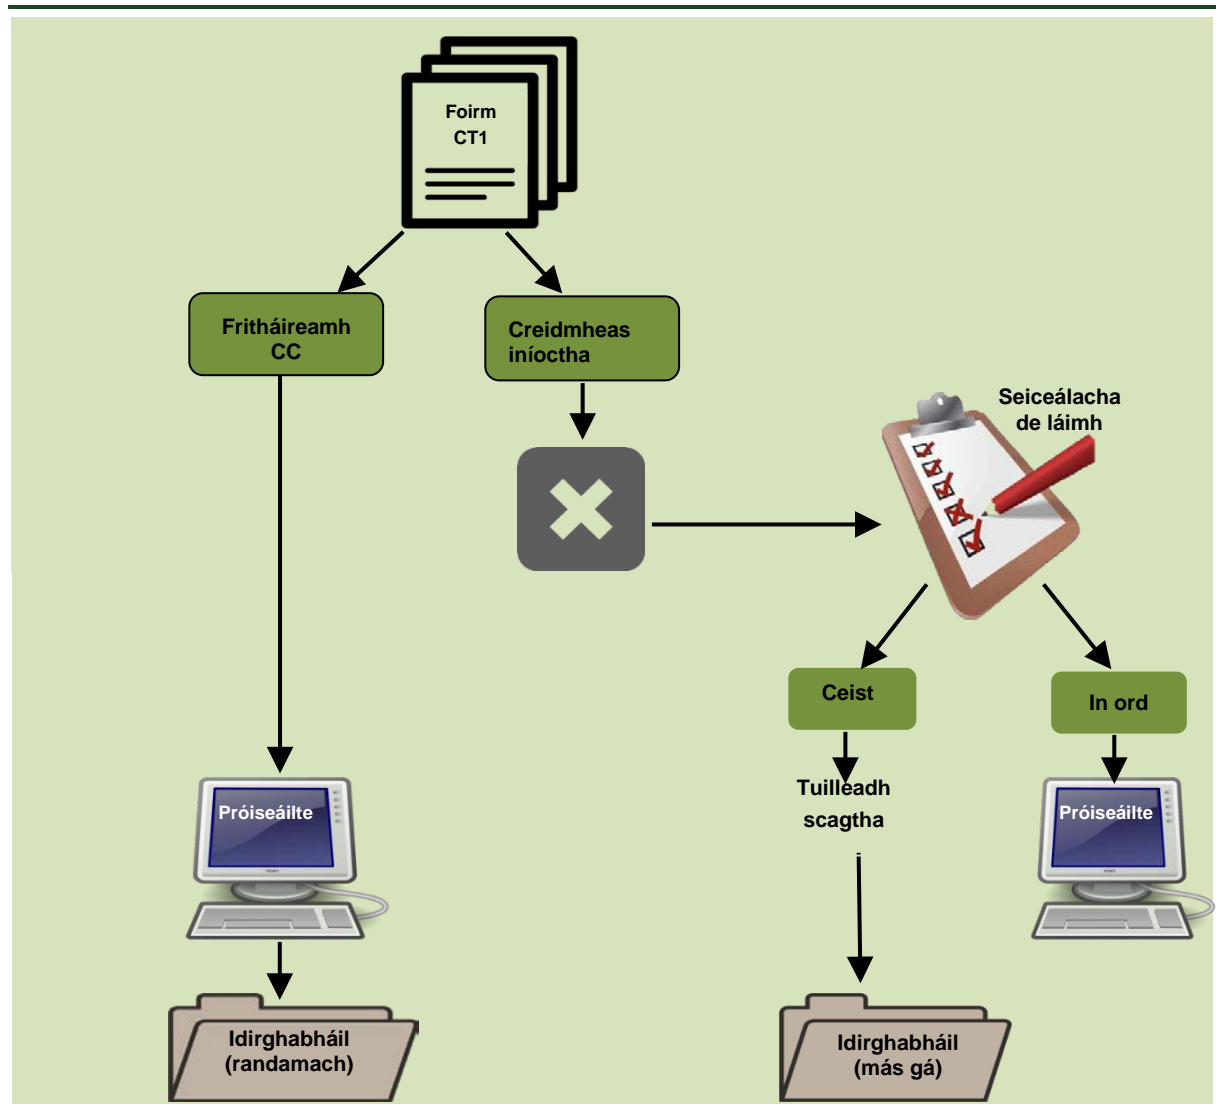 Foirm
CT1
Fritháireamh
CC
Creidmheas
iníoctha
Seiceálacha
de láimh
Ceist
In ord
Tuilleadh
scagtha
Próiseáilte
Próiseáilte
Idirghabháil
(randamach)
Idirghabháil
(más gá)